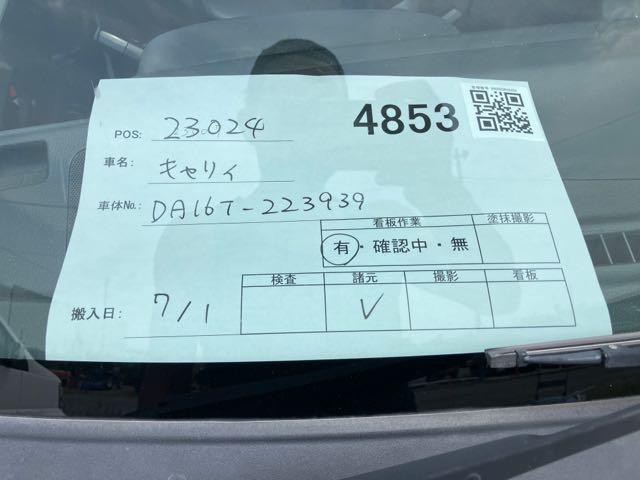 POS: 23024
4853
車名: キャリイ
車体No.: DA16T-223939
看板作業 塗抹撮影
有・確認中・無
検査 諸元 撮影 看板
搬入日: 7/1 ✓